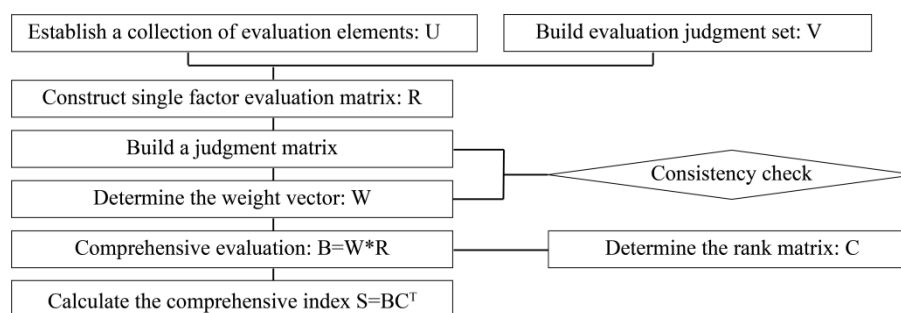 Establish a collection of evaluation elements: U
Build evaluation judgment set: V
Construct single factor evaluation matrix: R
Build a judgment matrix
Consistency check
Determine the weight vector: W
Comprehensive evaluation: B=W*R
Determine the rank matrix: C
Calculate the comprehensive index S=BCᵀ